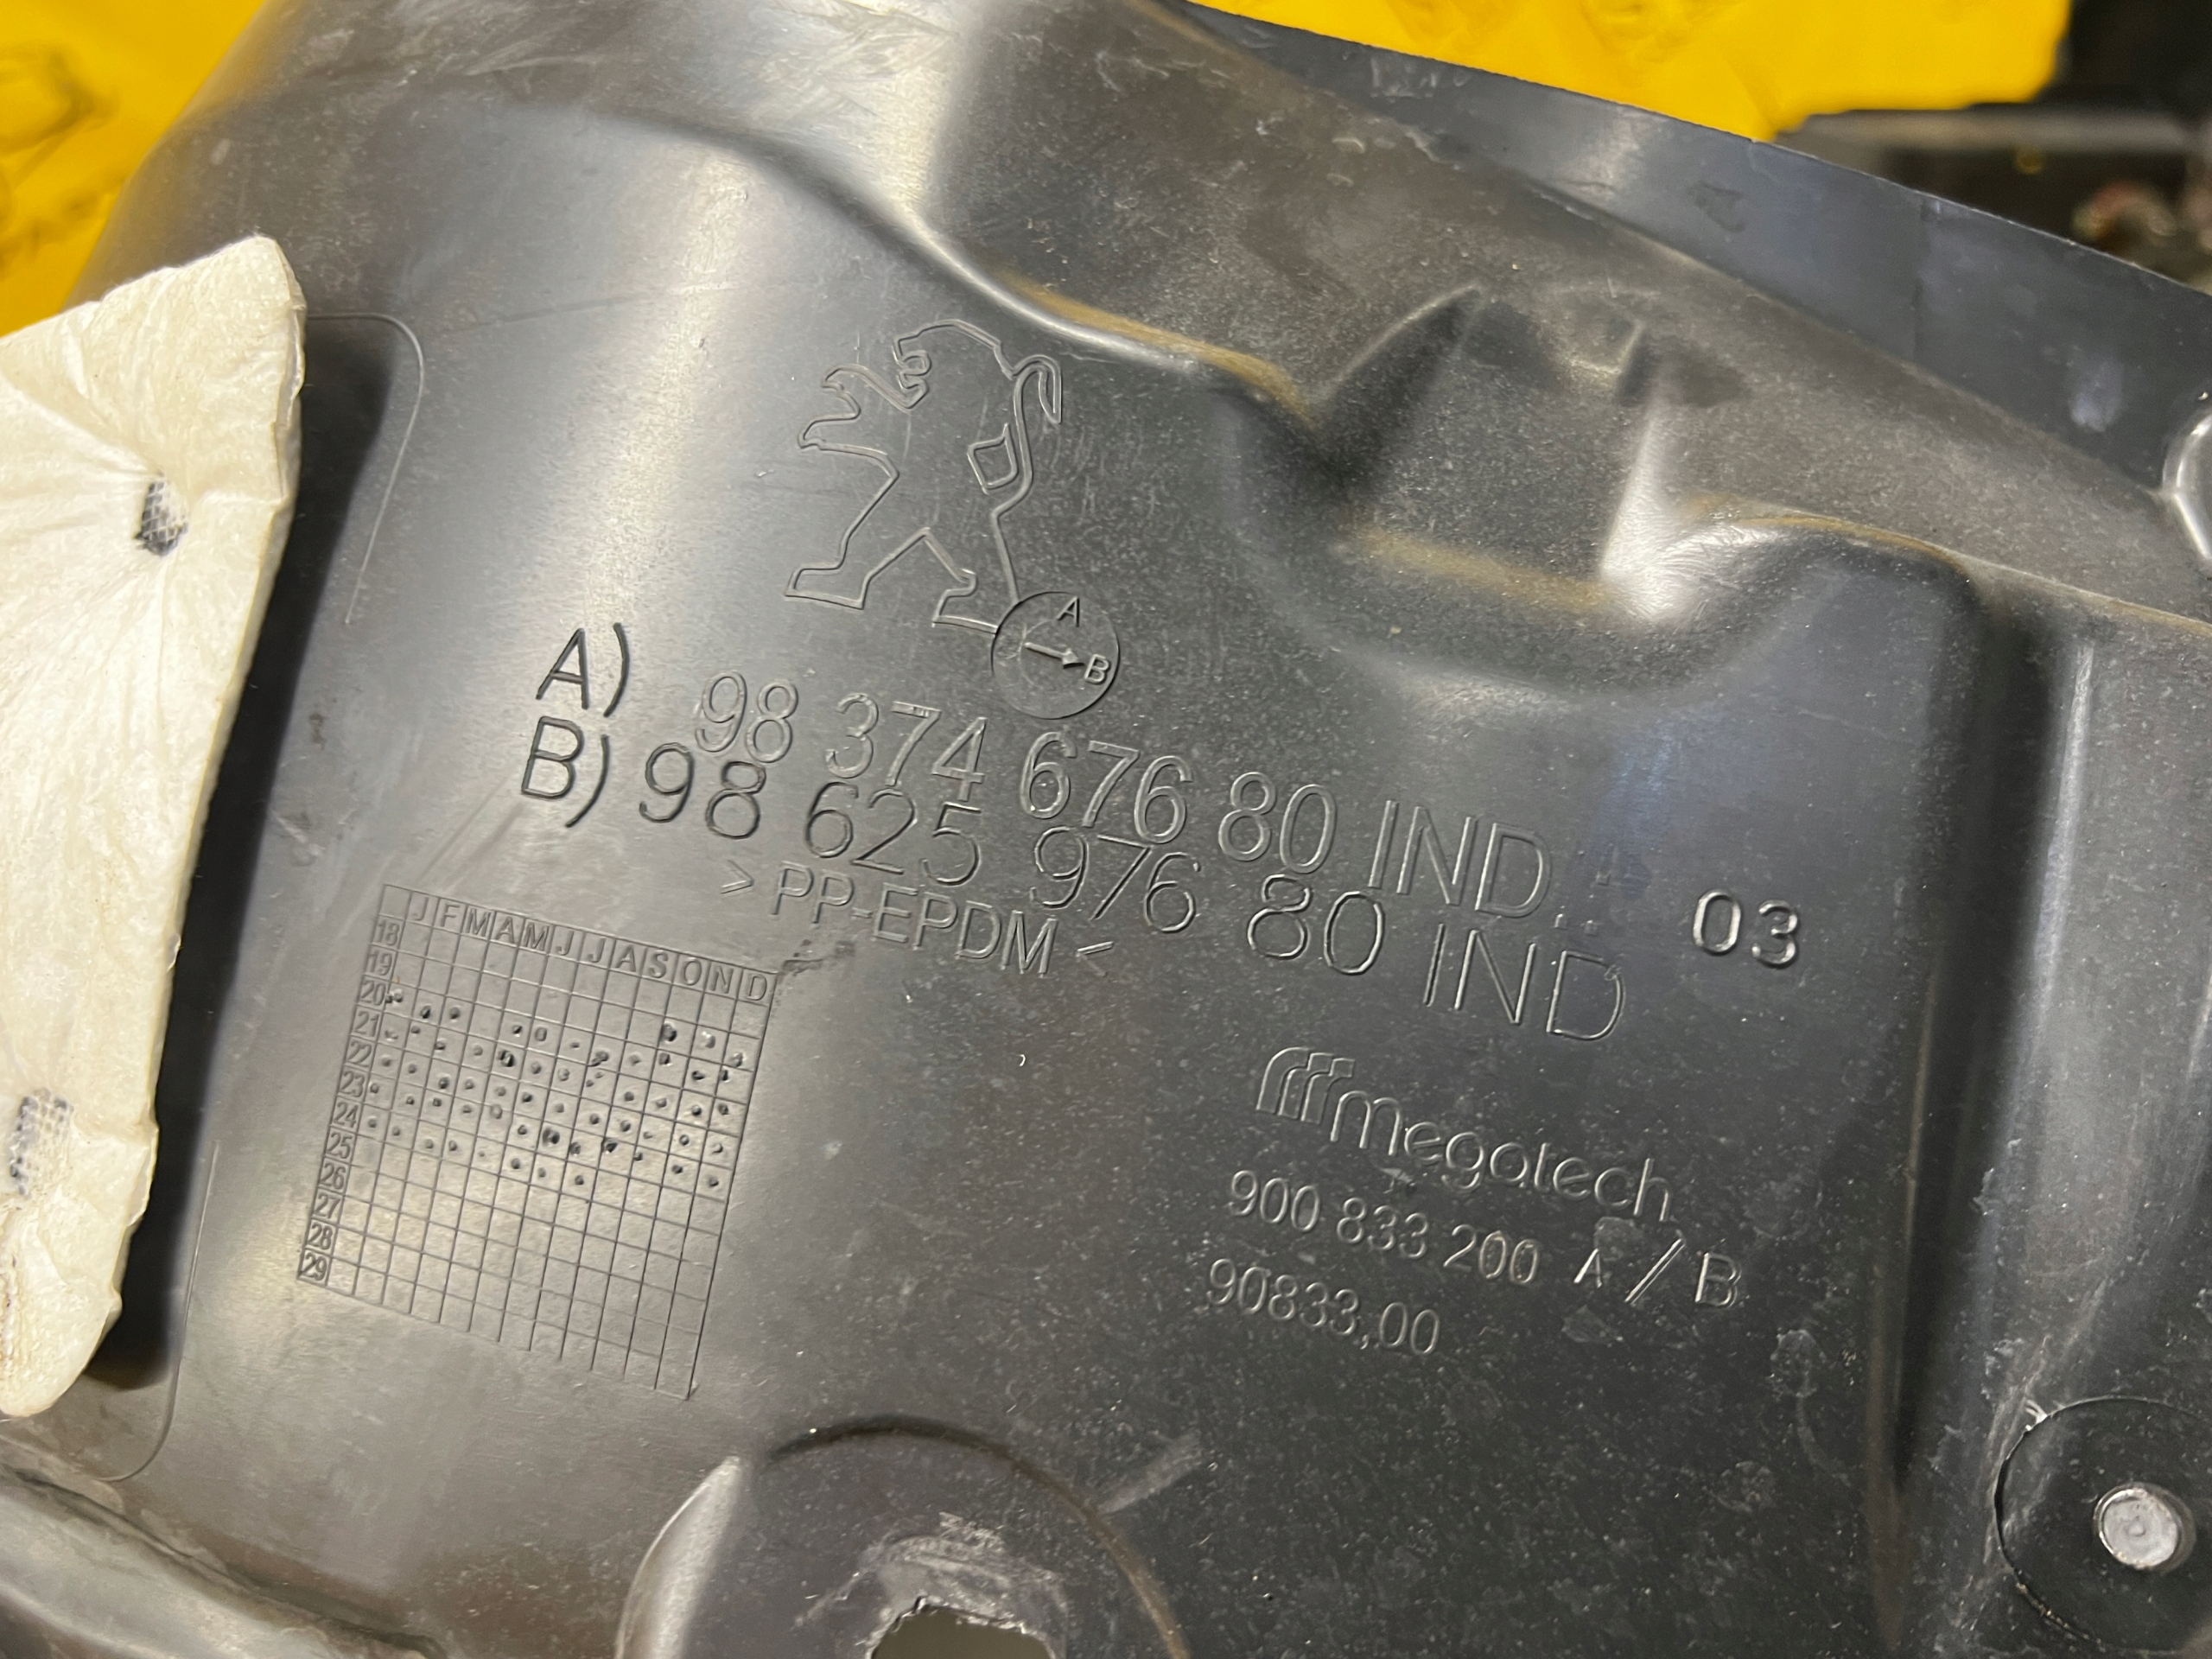 A
B
A) 98 374 676 80 IND 03
B) 98 625 976 80 IND
> PP-EPDM <
J F M A M J J A S O N D
18
19
20
21
22
23
24
25
26
27
28
29
megatech
900 833 200 A / B
90833,00